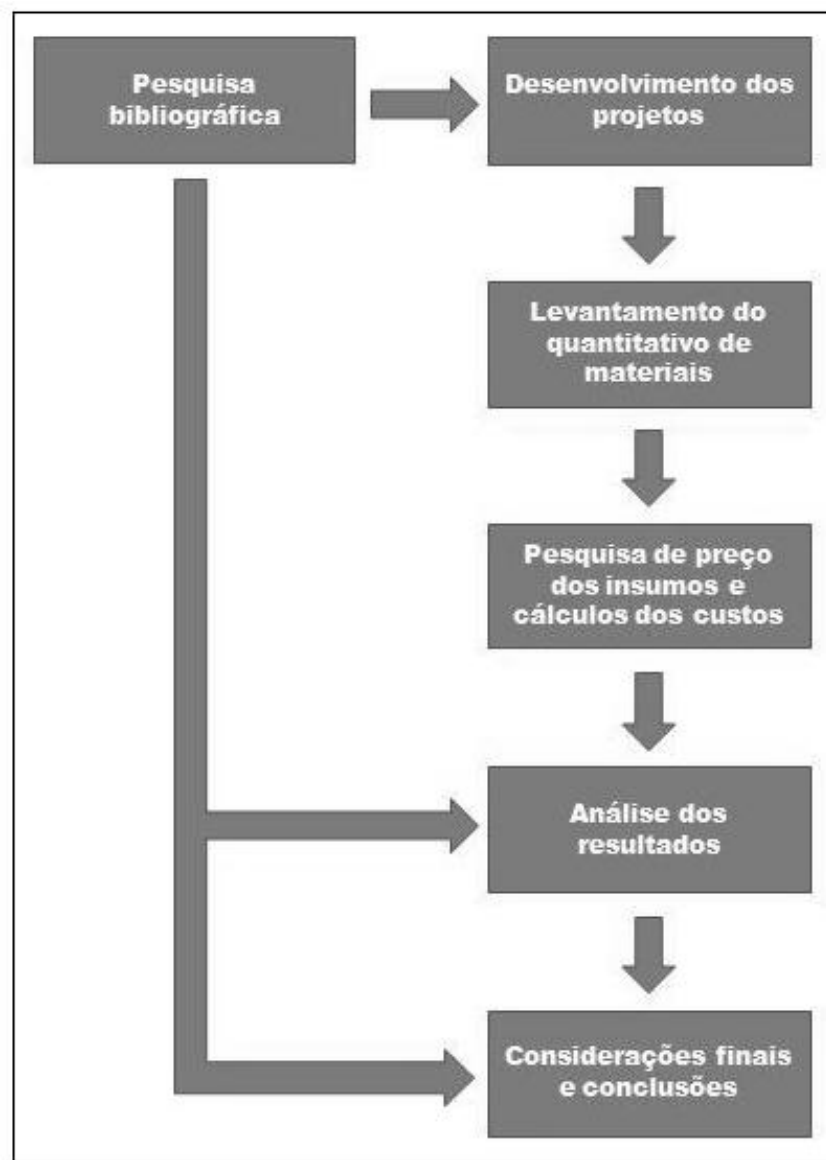 Pesquisa
bibliográfica
Desenvolvimento dos
projetos
Levantamento do
quantitativo de
materiais
Pesquisa de preço
dos insumos e
cálculos dos custos
Análise dos
resultados
Considerações finais
e conclusões